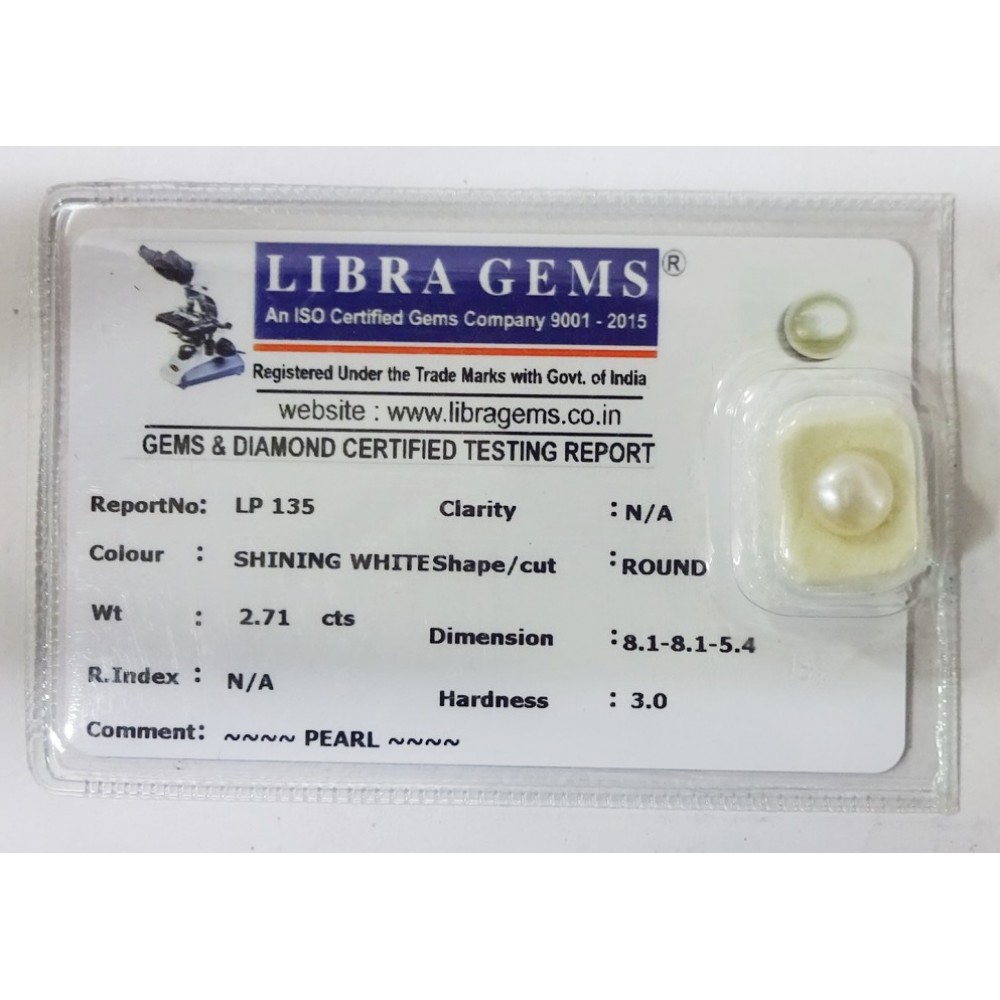 LIBRA GEMS ®
An ISO Certified Gems Company 9001 - 2015
Registered Under the Trade Marks with Govt. of India
website : www.libragems.co.in
GEMS & DIAMOND CERTIFIED TESTING REPORT
ReportNo: LP 135 Clarity : N/A
Colour : SHINING WHITE Shape/cut : ROUND
Wt : 2.71 cts Dimension : 8.1-8.1-5.4
R.Index : N/A Hardness : 3.0
Comment: ~~~~ PEARL ~~~~